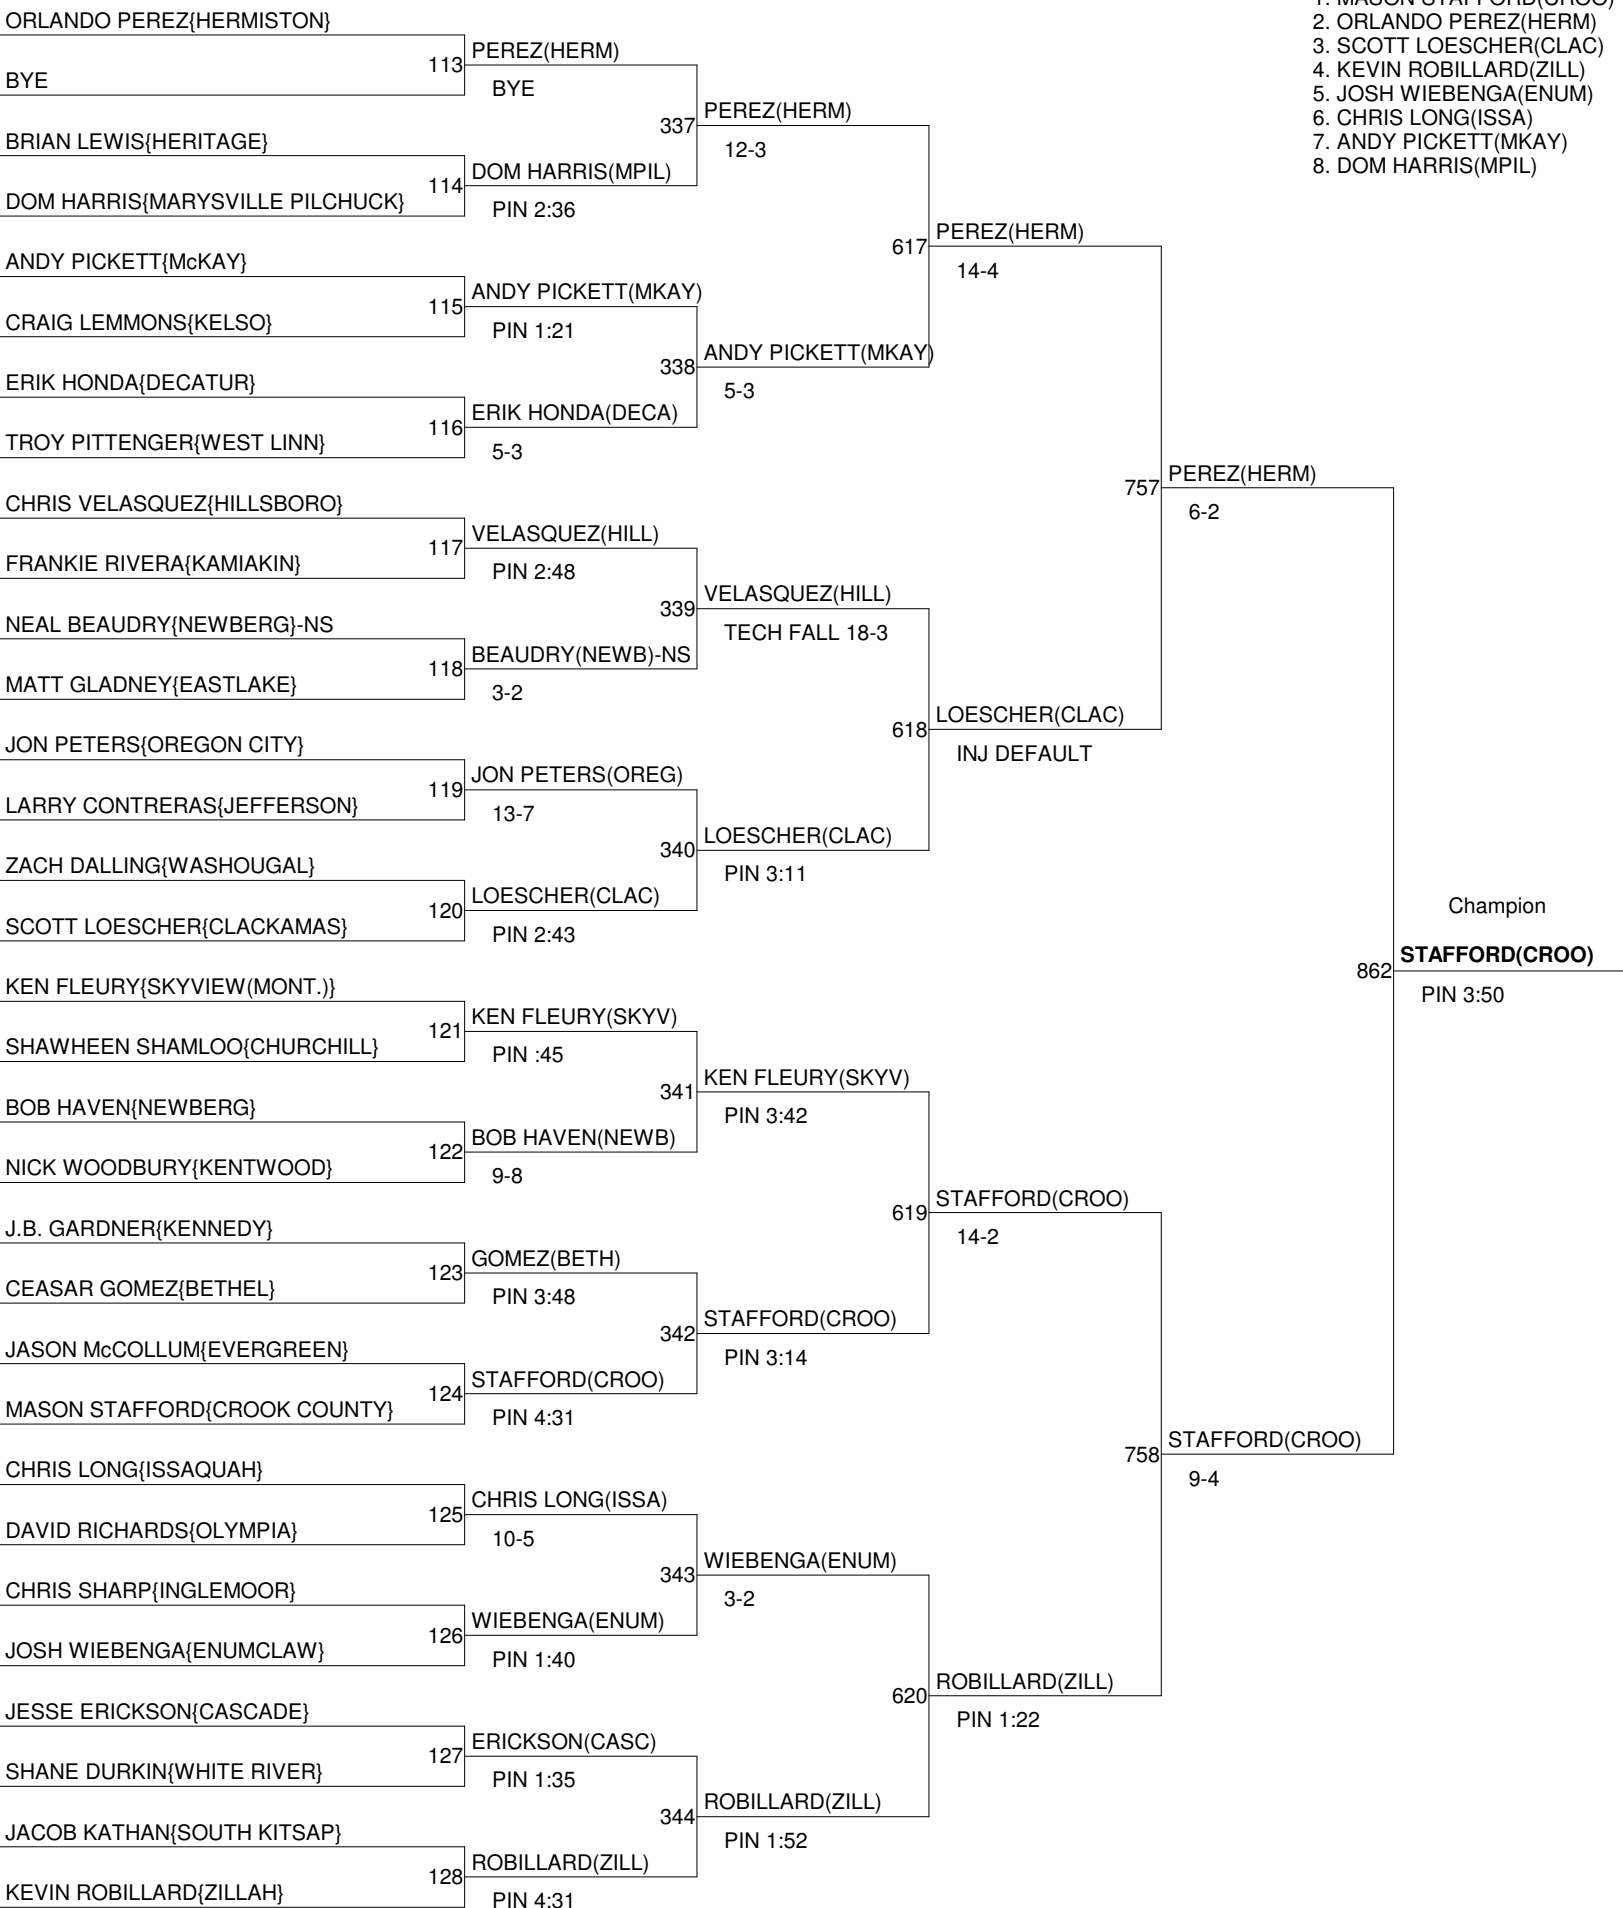 1. MASON STAFFORD(CROO)
2. ORLANDO PEREZ(HERM)
3. SCOTT LOESCHER(CLAC)
4. KEVIN ROBILLARD(ZILL)
5. JOSH WIEBENGA(ENUM)
6. CHRIS LONG(ISSA)
7. ANDY PICKETT(MKAY)
8. DOM HARRIS(MPIL)
ORLANDO PEREZ{HERMISTON}
BYE
BRIAN LEWIS{HERITAGE}
DOM HARRIS{MARYSVILLE PILCHUCK}
ANDY PICKETT{McKAY}
CRAIG LEMMONS{KELSO}
ERIK HONDA{DECATUR}
TROY PITTENGER{WEST LINN}
CHRIS VELASQUEZ{HILLSBORO}
FRANKIE RIVERA{KAMIAKIN}
NEAL BEAUDRY{NEWBERG}-NS
MATT GLADNEY{EASTLAKE}
JON PETERS{OREGON CITY}
LARRY CONTRERAS{JEFFERSON}
ZACH DALLING{WASHOUGAL}
SCOTT LOESCHER{CLACKAMAS}
KEN FLEURY{SKYVIEW(MONT.)}
SHAWHEEN SHAMLOO{CHURCHILL}
BOB HAVEN{NEWBERG}
NICK WOODBURY{KENTWOOD}
J.B. GARDNER{KENNEDY}
CEASAR GOMEZ{BETHEL}
JASON McCOLLUM{EVERGREEN}
MASON STAFFORD{CROOK COUNTY}
CHRIS LONG{ISSAQUAH}
DAVID RICHARDS{OLYMPIA}
CHRIS SHARP{INGLEMOOR}
JOSH WIEBENGA{ENUMCLAW}
JESSE ERICKSON{CASCADE}
SHANE DURKIN{WHITE RIVER}
JACOB KATHAN{SOUTH KITSAP}
KEVIN ROBILLARD{ZILLAH}
113 PEREZ(HERM)
BYE
114 DOM HARRIS(MPIL)
PIN 2:36
115 ANDY PICKETT(MKAY)
PIN 1:21
116 ERIK HONDA(DECA)
5-3
117 VELASQUEZ(HILL)
PIN 2:48
118 BEAUDRY(NEWB)-NS
3-2
119 JON PETERS(OREG)
13-7
120 LOESCHER(CLAC)
PIN 2:43
121 KEN FLEURY(SKYV)
PIN :45
122 BOB HAVEN(NEWB)
9-8
123 GOMEZ(BETH)
PIN 3:48
124 STAFFORD(CROO)
PIN 4:31
125 CHRIS LONG(ISSA)
10-5
126 WIEBENGA(ENUM)
PIN 1:40
127 ERICKSON(CASC)
PIN 1:35
128 ROBILLARD(ZILL)
PIN 4:31
337 PEREZ(HERM)
12-3
338 ANDY PICKETT(MKAY)
5-3
339 VELASQUEZ(HILL)
TECH FALL 18-3
340 LOESCHER(CLAC)
PIN 3:11
341 KEN FLEURY(SKYV)
PIN 3:42
342 STAFFORD(CROO)
PIN 3:14
343 WIEBENGA(ENUM)
3-2
344 ROBILLARD(ZILL)
PIN 1:52
617 PEREZ(HERM)
14-4
618 LOESCHER(CLAC)
INJ DEFAULT
619 STAFFORD(CROO)
14-2
620 ROBILLARD(ZILL)
PIN 1:22
757 PEREZ(HERM)
6-2
758 STAFFORD(CROO)
9-4
Champion
862 STAFFORD(CROO)
PIN 3:50